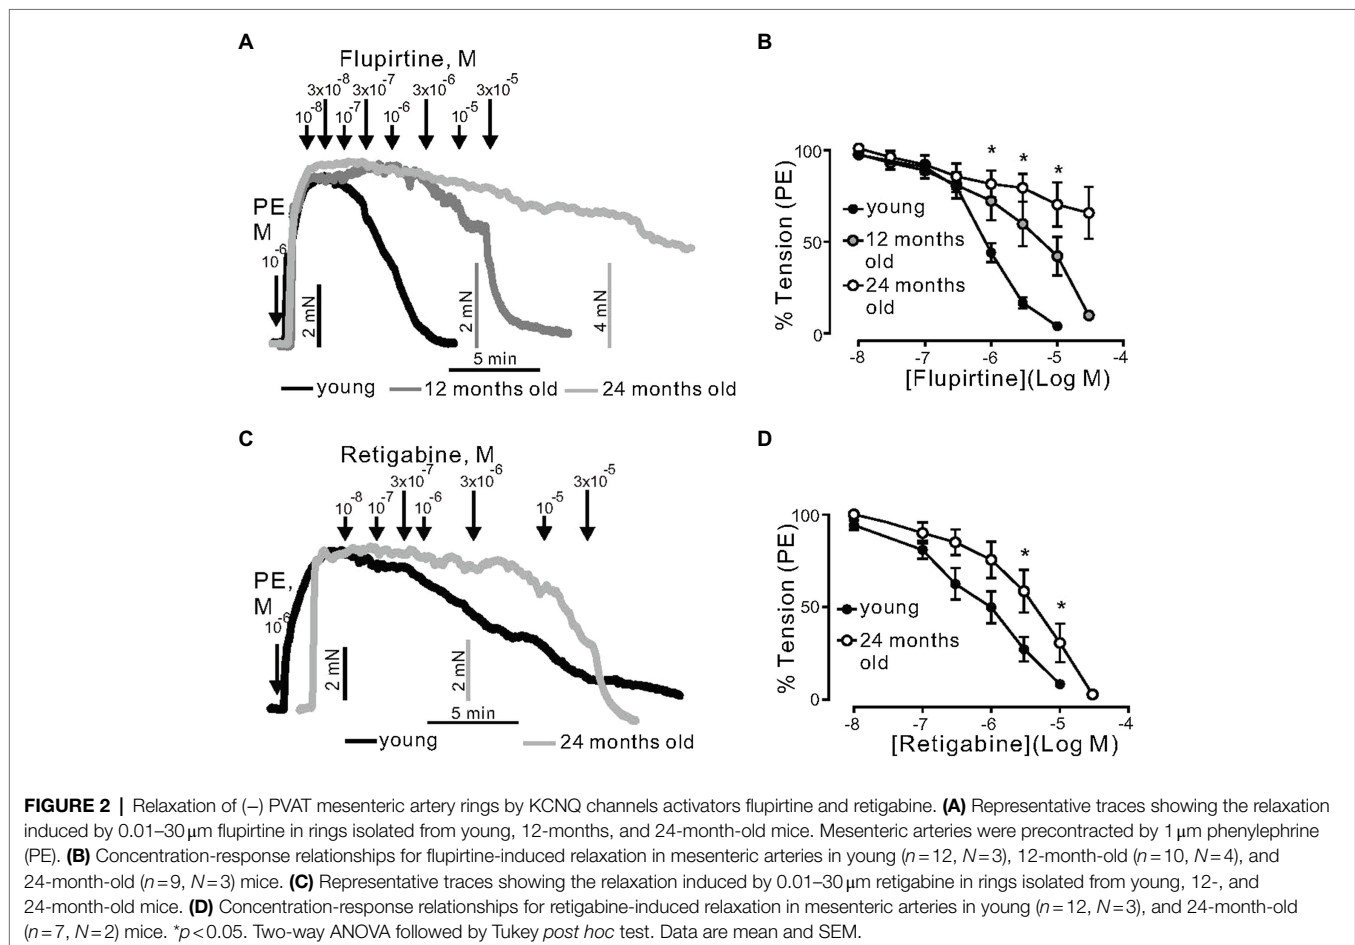 A
Flupirtine, M
3x10-8 3x10-7 3x10-6 3x10-5
10-8 10-7 10-6 10-5
PE
M
10-6
2 mN
2 mN
4 mN
5 min
young 12 months old 24 months old
B
% Tension (PE)
100
50
0
* * *
young
12 months
old
24 months
old
-8 -7 -6 -5 -4
[Flupirtine](Log M)
C
Retigabine, M
3x10-7 3x10-6 3x10-5
10-8 10-7 10-6 10-5
PE,
M
10-6
2 mN
2 mN
5 min
young 24 months old
D
% Tension (PE)
100
50
0
* *
young
24 months
old
-8 -7 -6 -5 -4
[Retigabine](Log M)
FIGURE 2 | Relaxation of (−) PVAT mesenteric artery rings by KCNQ channels activators flupirtine and retigabine. (A) Representative traces showing the relaxation
induced by 0.01–30 μm flupirtine in rings isolated from young, 12-months, and 24-month-old mice. Mesenteric arteries were precontracted by 1 μm phenylephrine
(PE). (B) Concentration-response relationships for flupirtine-induced relaxation in mesenteric arteries in young (n=12, N=3), 12-month-old (n=10, N=4), and
24-month-old (n=9, N=3) mice. (C) Representative traces showing the relaxation induced by 0.01–30 μm retigabine in rings isolated from young, 12-, and
24-month-old mice. (D) Concentration-response relationships for retigabine-induced relaxation in mesenteric arteries in young (n=12, N=3), and 24-month-old
(n=7, N=2) mice. *p<0.05. Two-way ANOVA followed by Tukey post hoc test. Data are mean and SEM.